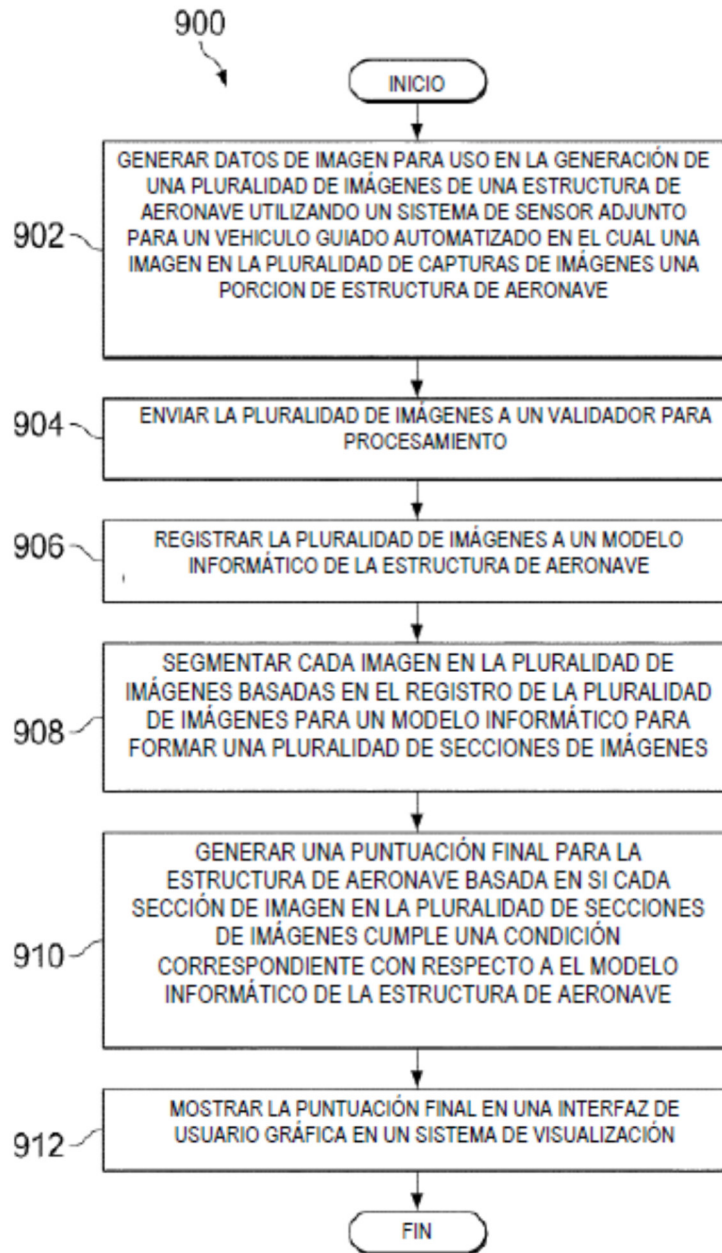 900
INICIO
902
GENERAR DATOS DE IMAGEN PARA USO EN LA GENERACIÓN DE
UNA PLURALIDAD DE IMÁGENES DE UNA ESTRUCTURA DE
AERONAVE UTILIZANDO UN SISTEMA DE SENSOR ADJUNTO
PARA UN VEHICULO GUIADO AUTOMATIZADO EN EL CUAL UNA
IMAGEN EN LA PLURALIDAD DE CAPTURAS DE IMÁGENES UNA
PORCION DE ESTRUCTURA DE AERONAVE
904
ENVIAR LA PLURALIDAD DE IMÁGENES A UN VALIDADOR PARA
PROCESAMIENTO
906
REGISTRAR LA PLURALIDAD DE IMÁGENES A UN MODELO
INFORMÁTICO DE LA ESTRUCTURA DE AERONAVE
908
SEGMENTAR CADA IMAGEN EN LA PLURALIDAD DE
IMÁGENES BASADAS EN EL REGISTRO DE LA PLURALIDAD
DE IMÁGENES PARA UN MODELO INFORMÁTICO PARA
FORMAR UNA PLURALIDAD DE SECCIONES DE IMÁGENES
910
GENERAR UNA PUNTUACIÓN FINAL PARA LA
ESTRUCTURA DE AERONAVE BASADA EN SI CADA
SECCIÓN DE IMAGEN EN LA PLURALIDAD DE SECCIONES
DE IMÁGENES CUMPLE UNA CONDICIÓN
CORRESPONDIENTE CON RESPECTO A EL MODELO
INFORMÁTICO DE LA ESTRUCTURA DE AERONAVE
912
MOSTRAR LA PUNTUACIÓN FINAL EN UNA INTERFAZ DE
USUARIO GRÁFICA EN UN SISTEMA DE VISUALIZACIÓN
FIN